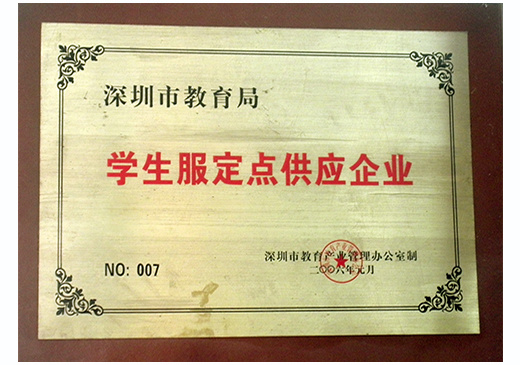 深圳市教育局
学生服定点供应企业
NO: 007
深圳市教育产业管理办公室制
二〇〇六年元月